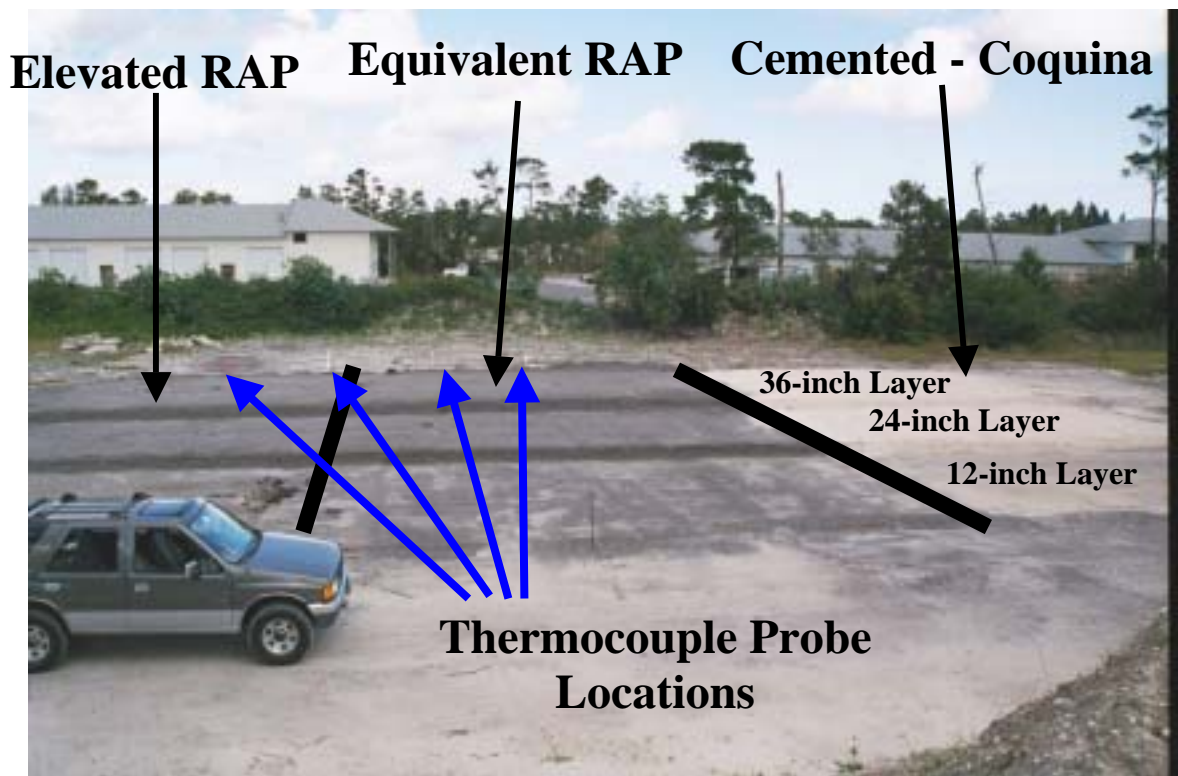 Elevated RAP
Equivalent RAP
Cemented - Coquina
36-inch Layer
24-inch Layer
12-inch Layer
Thermocouple Probe
Locations